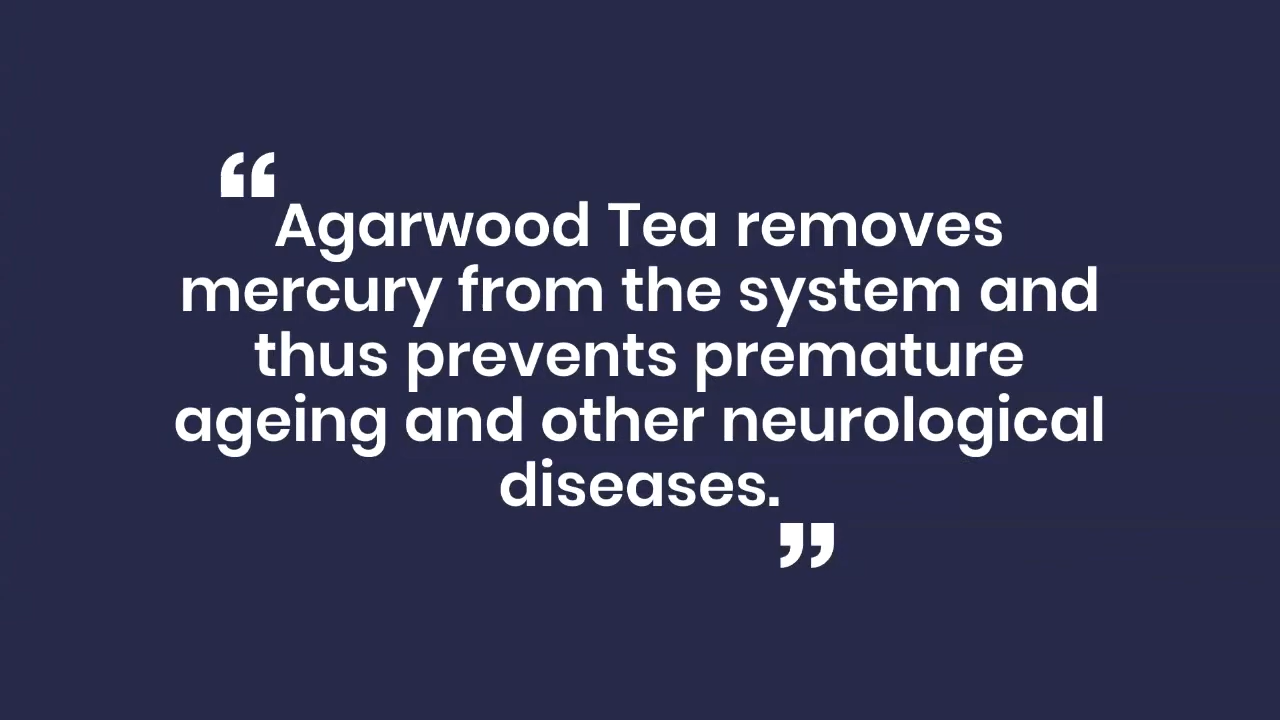 “Agarwood Tea removes
mercury from the system and
thus prevents premature
ageing and other neurological
diseases.”